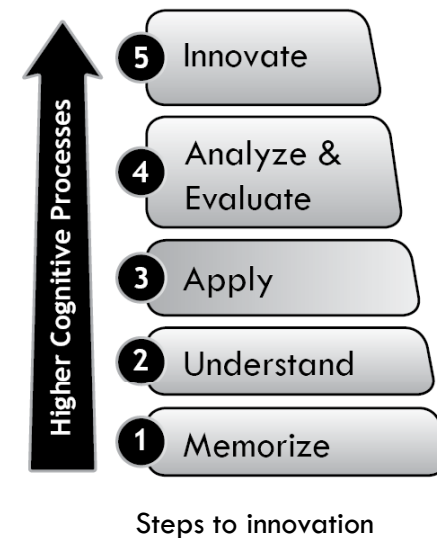 5 Innovate
4 Analyze &
Evaluate
3 Apply
2 Understand
1 Memorize
Higher Cognitive Processes
Steps to innovation